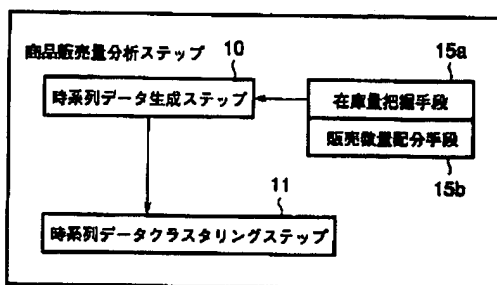 商品販売量分析ステップ
10
15a
時系列データ生成ステップ
在庫量把握手段
販売数量配分手段
15b
11
時系列データクラスタリングステップ